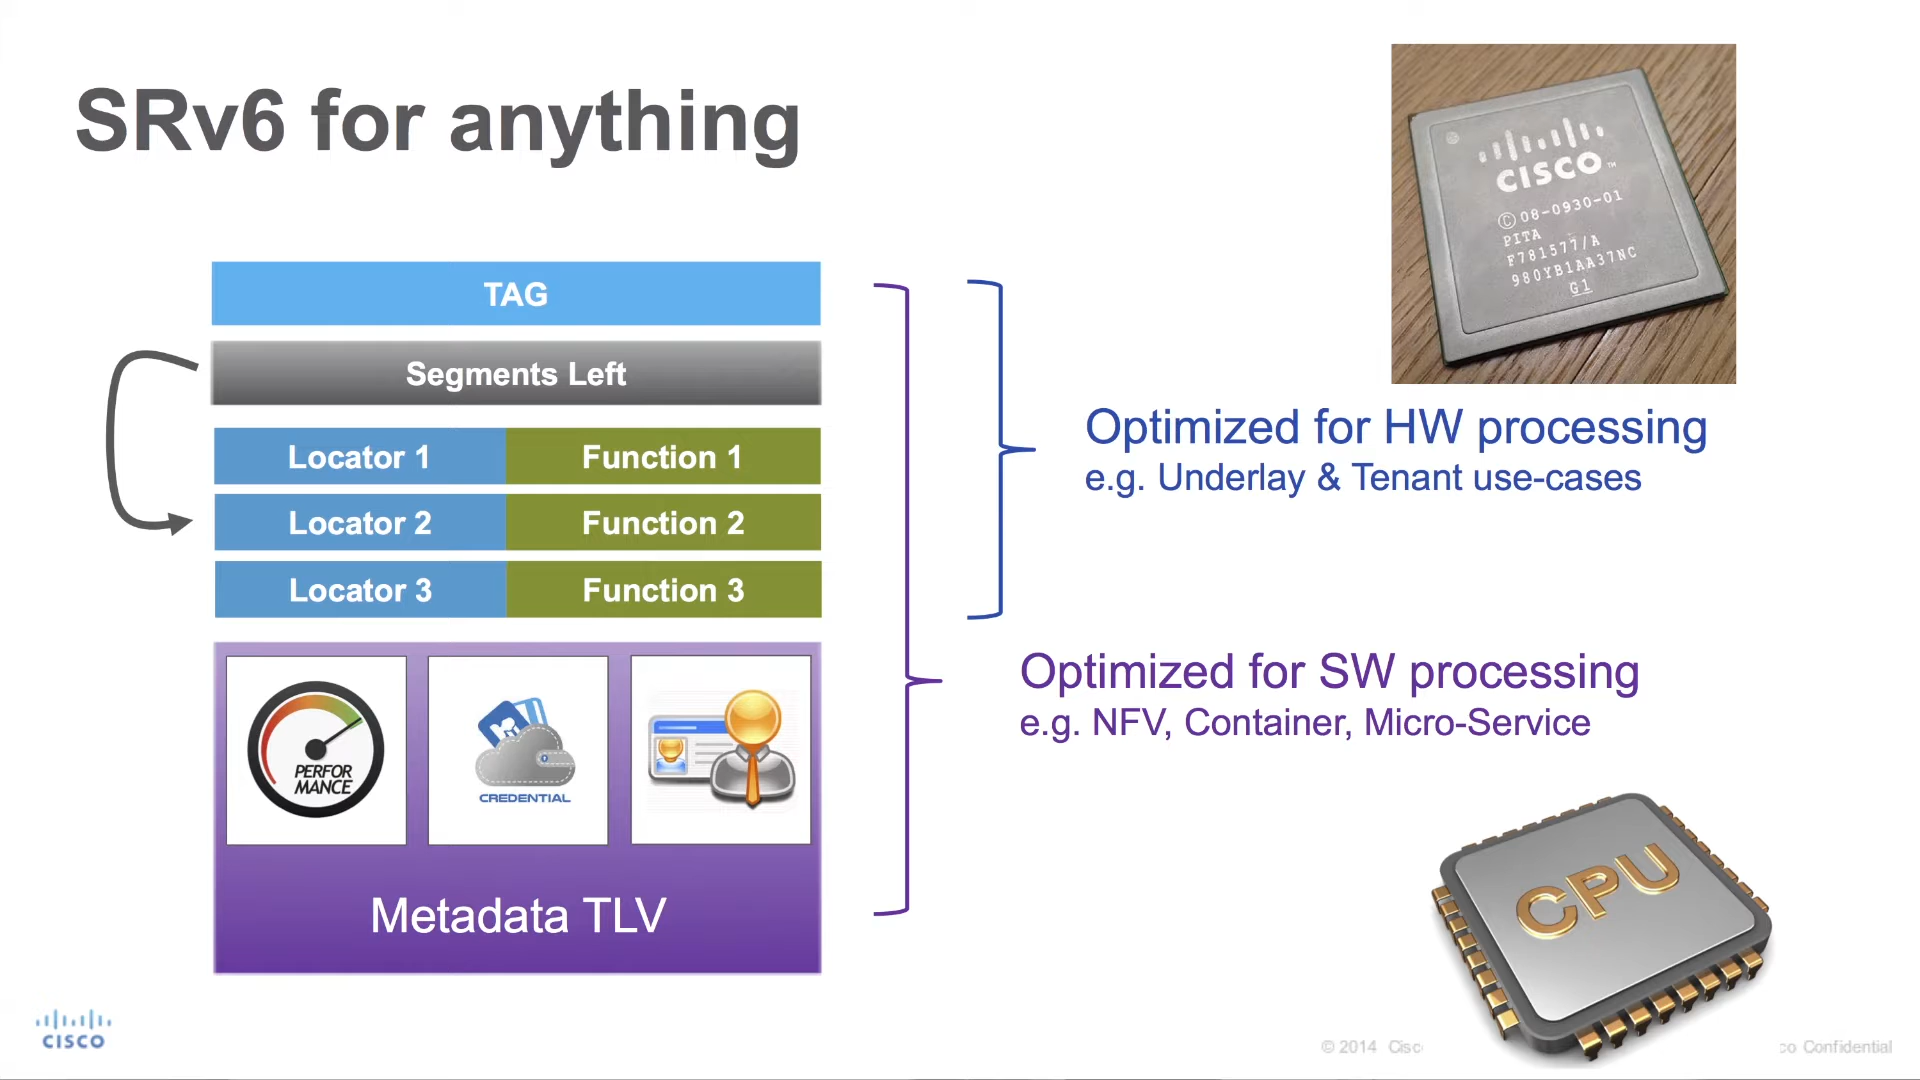 SRv6 for anything
CISCO™
©08-0930-01
PITA
F781577/A
980YB1AA37NC
G1
TAG
Segments Left
Locator 1 Function 1
Locator 2 Function 2
Locator 3 Function 3
Optimized for HW processing
e.g. Underlay & Tenant use-cases
PERFOR
MANCE
CREDENTIAL
Metadata TLV
Optimized for SW processing
e.g. NFV, Container, Micro-Service
CPU
CISCO
© 2014 Confidential